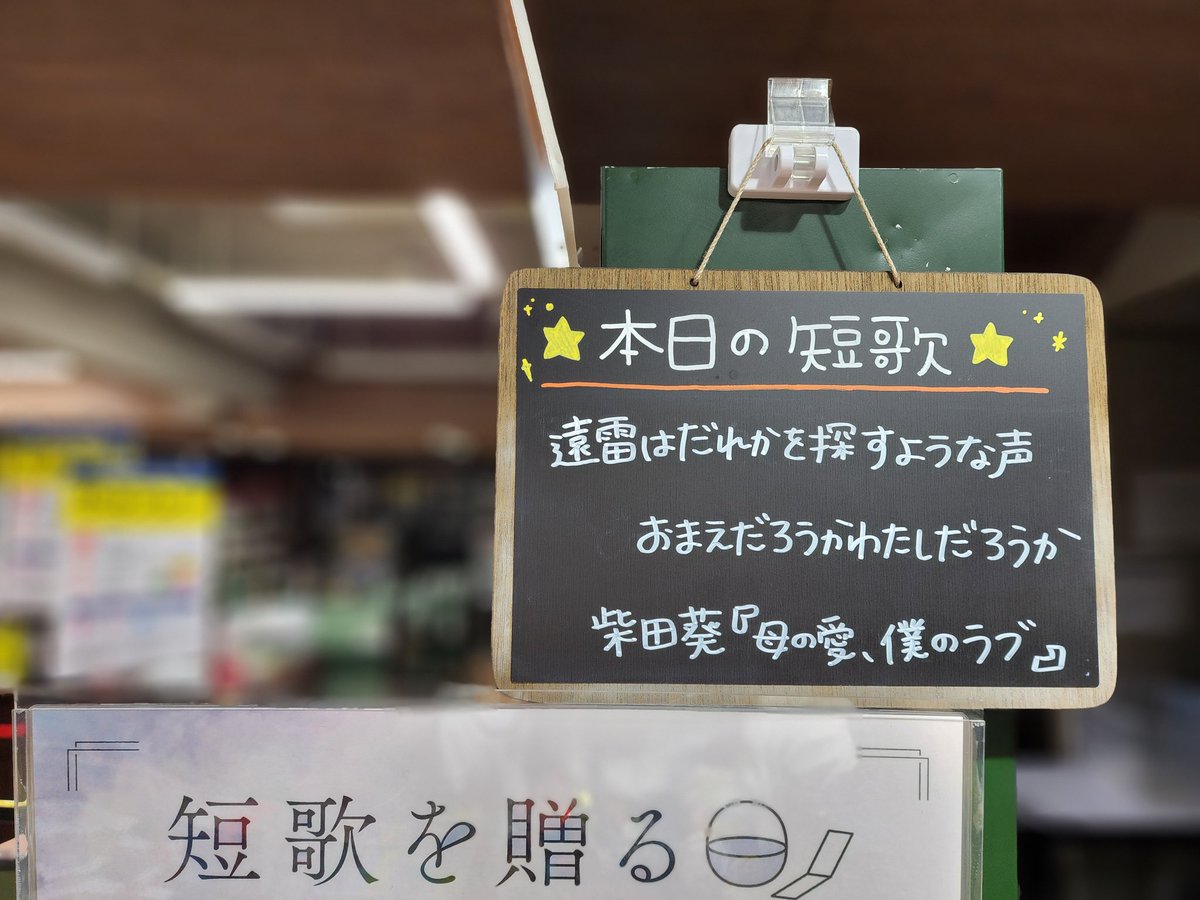 本日の短歌
遠雷はだれかを探すような声
おまえだろうかわたしだろうか
柴田葵『母の愛、僕のラブ』
短歌を贈る